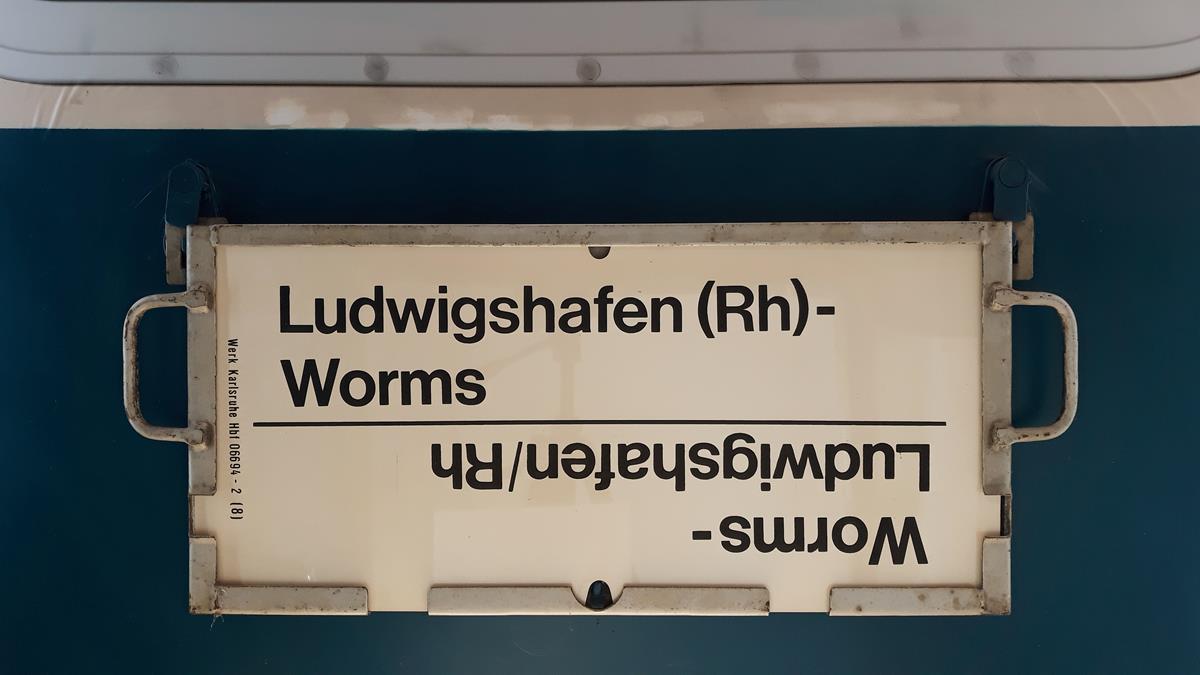 Ludwigshafen (Rh)-
Worms
Worms-
Ludwigshafen/Rh
Werk Karlsruhe Hbf 06694-2 (8)